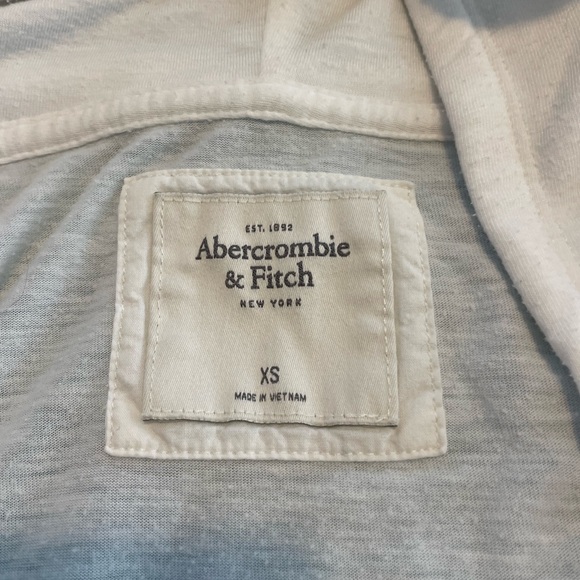 EST. 1892
Abercrombie
& Fitch
NEW YORK
XS
MADE IN VIETNAM